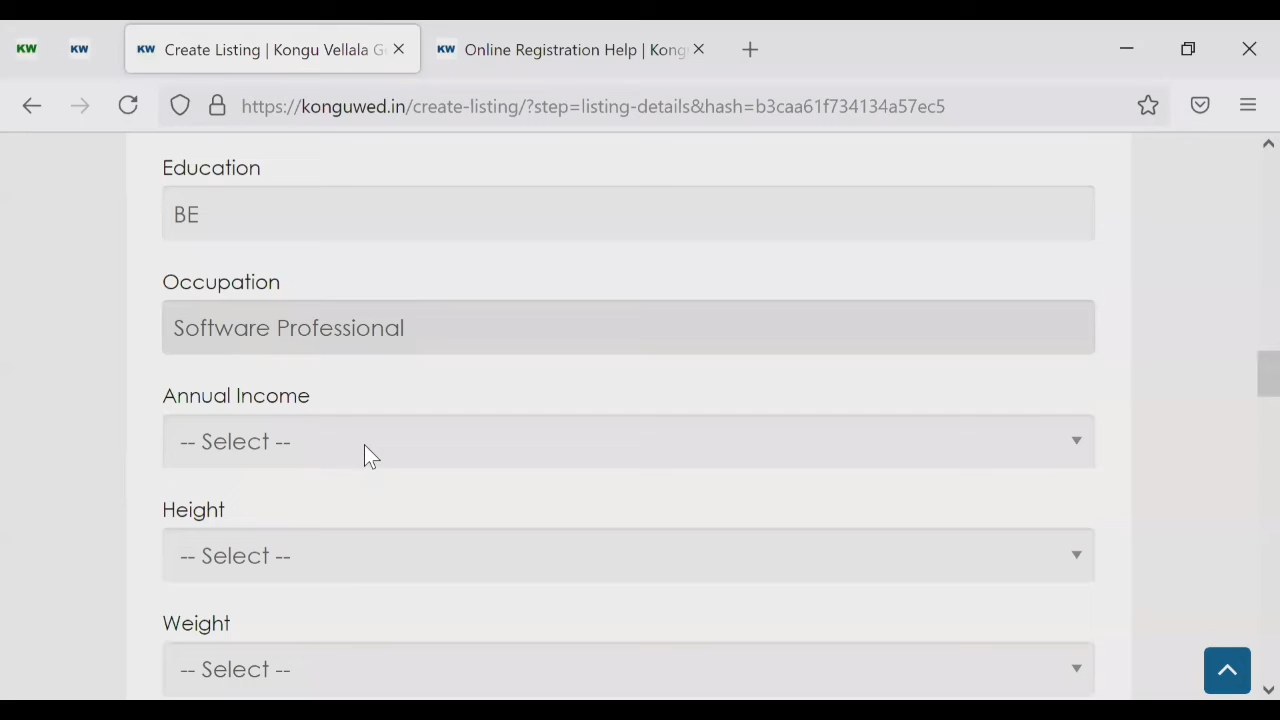 KW
KW
KW Create Listing | Kongu Vellala G
KW Online Registration Help | Kong
https://konguwed.in/create-listing/?step=listing-details&hash=b3caa61f734134a57ec5
Education
BE
Occupation
Software Professional
Annual Income
-- Select --
Height
-- Select --
Weight
-- Select --